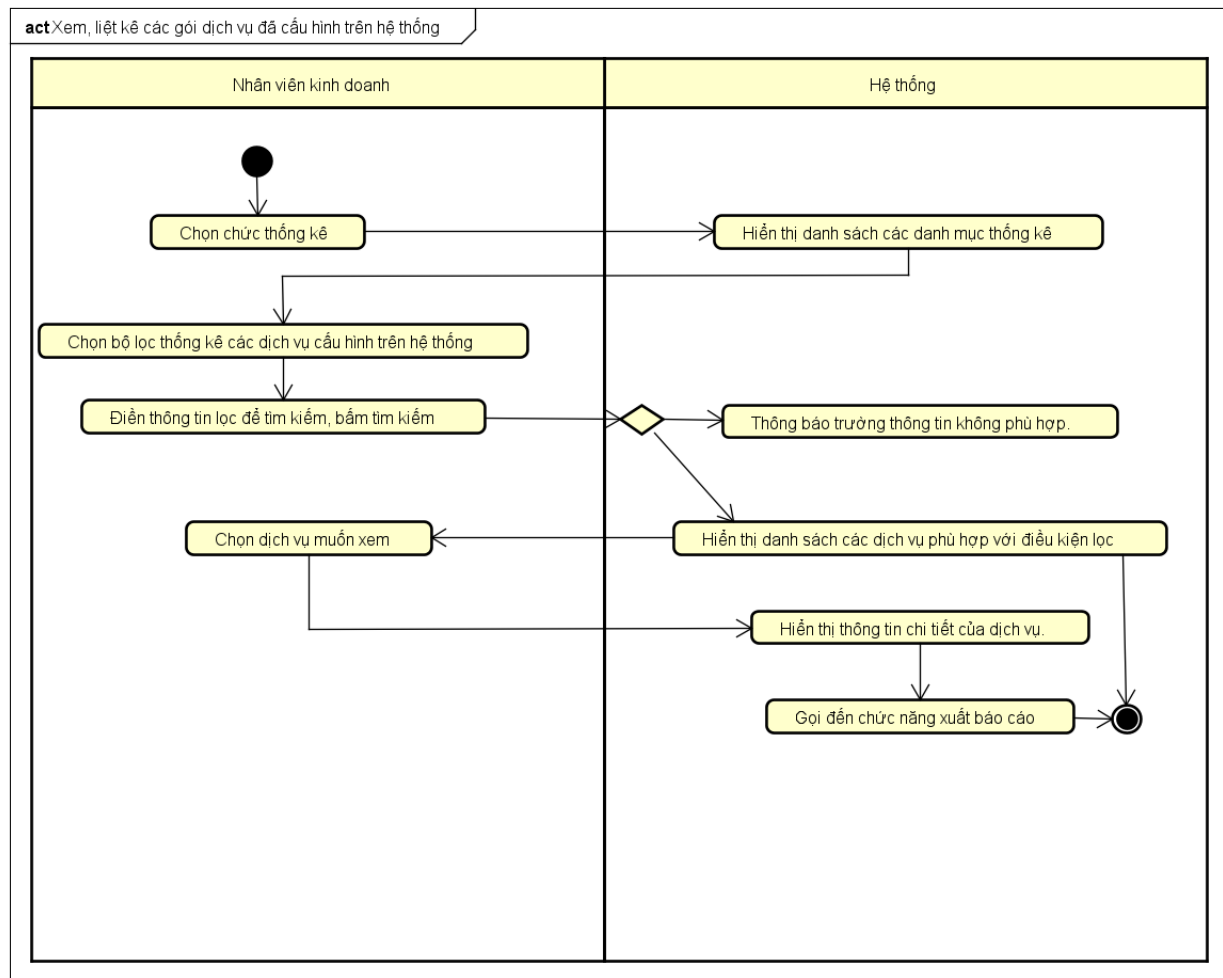 act Xem, liệt kê các gói dịch vụ đã cấu hình trên hệ thống
Nhân viên kinh doanh
Hệ thống
Chọn chức thống kê
Hiển thị danh sách các danh mục thống kê
Chọn bộ lọc thống kê các dịch vụ cấu hình trên hệ thống
Điền thông tin lọc để tìm kiếm, bấm tìm kiếm
Thông báo trường thông tin không phù hợp.
Chọn dịch vụ muốn xem
Hiển thị danh sách các dịch vụ phù hợp với điều kiện lọc
Hiển thị thông tin chi tiết của dịch vụ.
Gọi đến chức năng xuất báo cáo